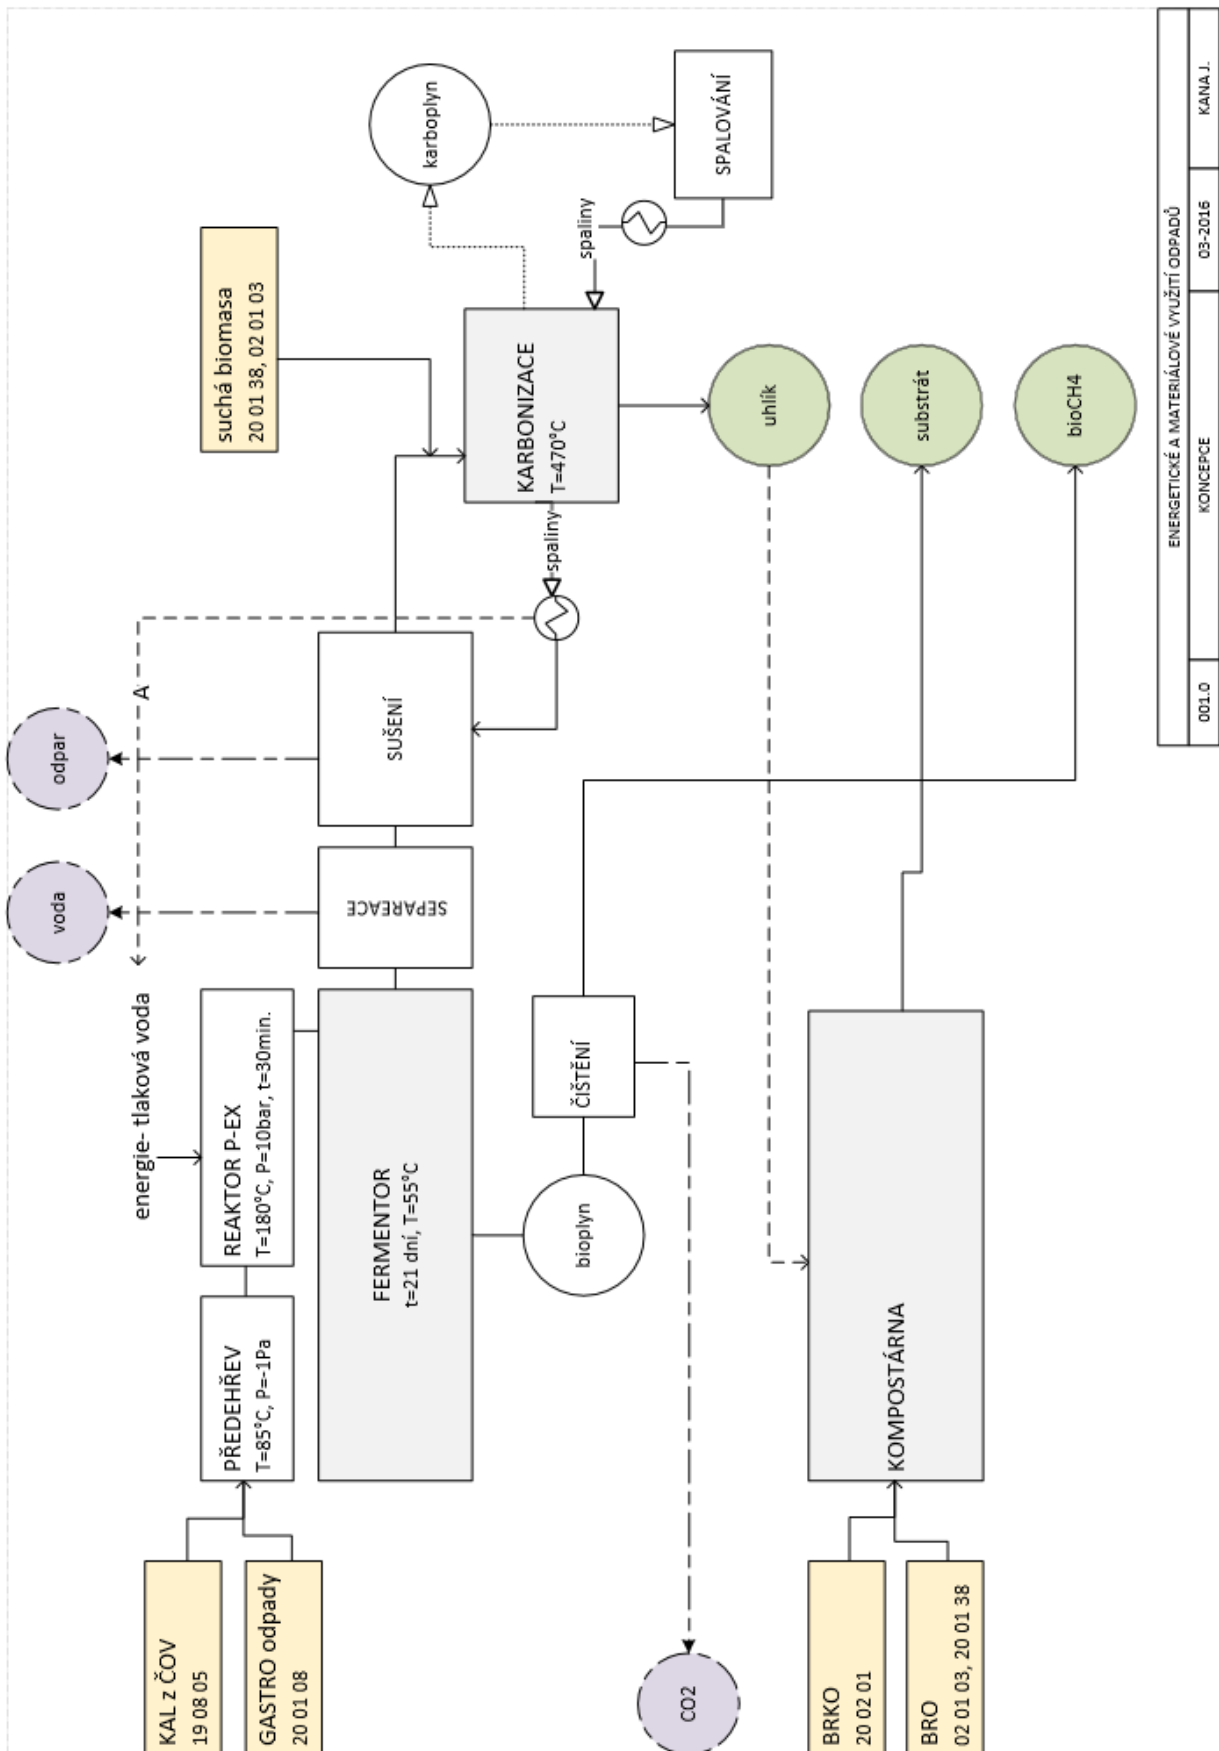 KAL z ČOV
19 08 05
GASTRO odpady
20 01 08
PŘEDEHŘEV
T=85°C, P=-1Pa
energie- tlaková voda
REAKTOR P-EX
T=180°C, P=10bar, t=30min.
FERMENTOR
t=21 dní, T=55°C
voda
odpar
A
SEPAREACE
SUŠENÍ
suchá biomasa
20 01 38, 02 01 03
karboplyn
SPALOVÁNÍ
spaliny
KARBONIZACE
T=470°C
spaliny
bioplyn
ČIŠTĚNÍ
CO2
BRKO
20 02 01
BRO
02 01 03, 20 01 38
KOMPOSTÁRNA
uhlík
substrát
bioCH4
ENERGETICKÉ A MATERIÁLOVÉ VYUŽITÍ ODPADŮ
001.0 KONCEPCE 03-2016 KANA J.